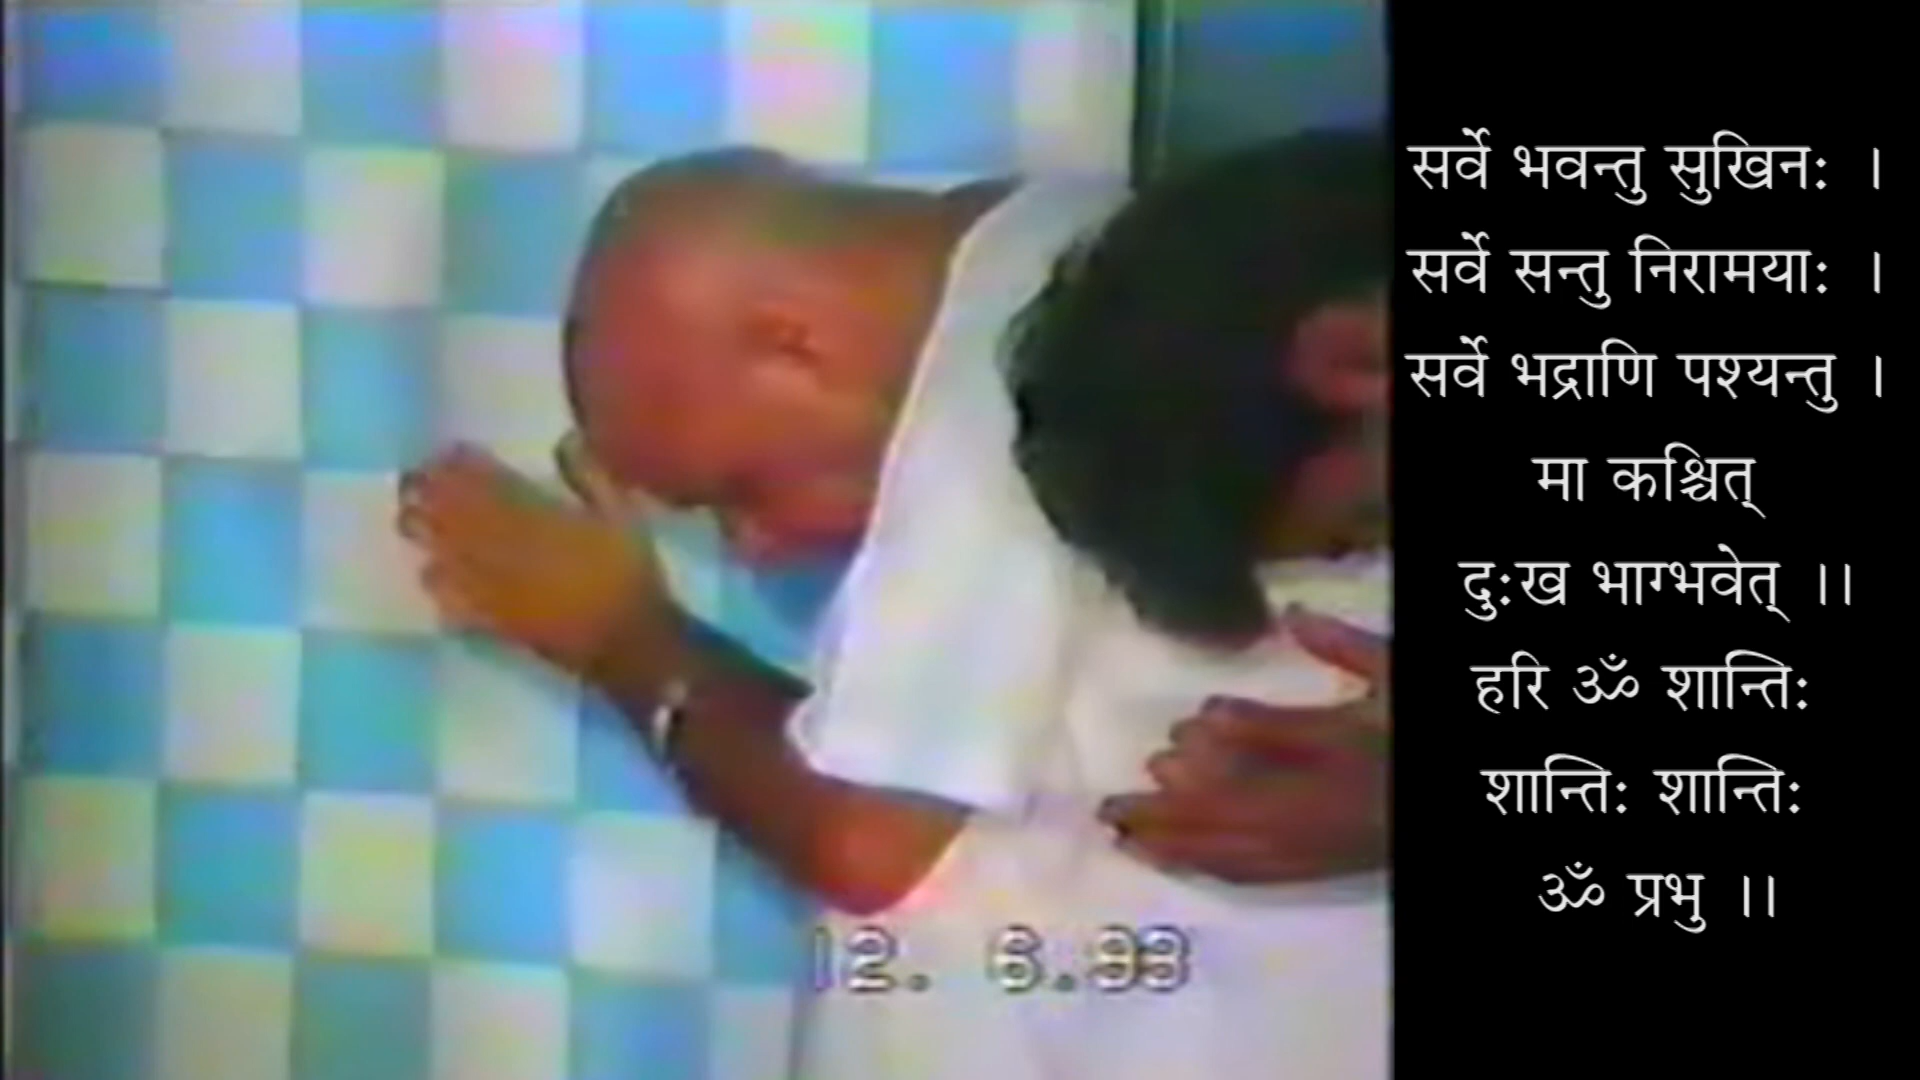 सर्वे भवन्तु सुखिनः ।
सर्वे सन्तु निरामयाः ।
सर्वे भद्राणि पश्यन्तु ।
मा कश्चित्
दुःख भाग्भवेत् ।।
हरि ॐ शान्तिः
शान्तिः शान्तिः
ॐ प्रभु ।।
12. 6.93